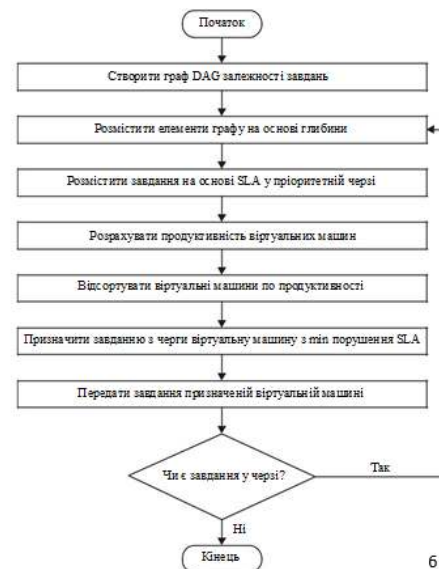 Початок
Створити граф DAG залежності завдань
Розмістити елементи графу на основі глибини
Розмістити завдання на основі SLA у пріоритетній черзі
Розрахувати продуктивність віртуальних машин
Відсортувати віртуальні машини по продуктивності
Призначити завданню з черги віртуальну машину з min порушення SLA
Передати завдання призначеній віртуальній машині
Чи є завдання у черзі?
Так
Ні
Кінець
6